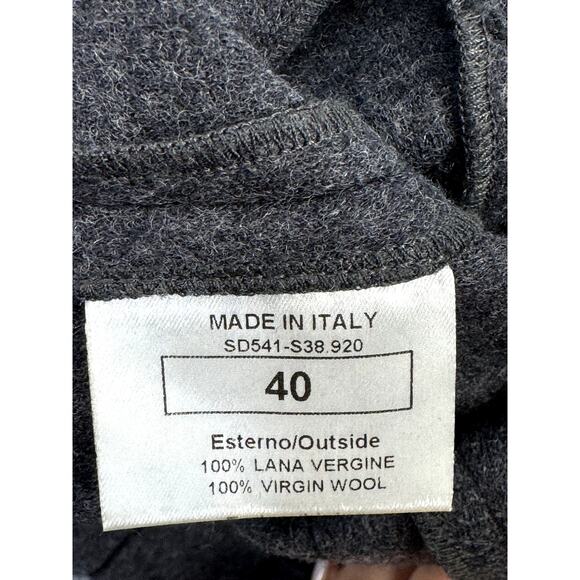 MADE IN ITALY
SD541-S38.920
40
Esterno/Outside
100% LANA VERGINE
100% VIRGIN WOOL